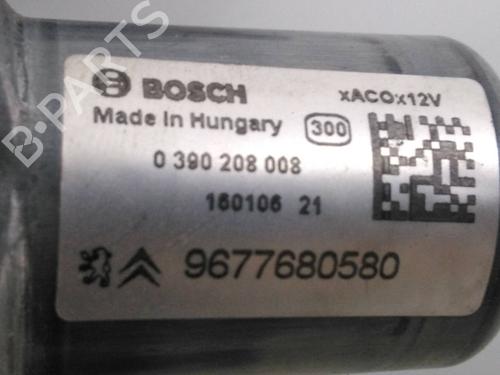 BOSCH
xACOx12V
Made in Hungary
300
0 390 208 008
160106 21
9677680580
B-PARTS